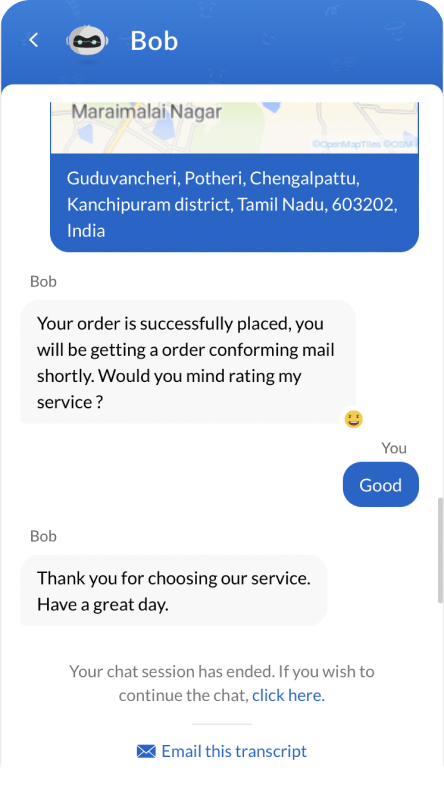 Bob
Maraimalai Nagar
©OpenMapTiles ©OSM
Guduvancheri, Potheri, Chengalpattu,
Kanchipuram district, Tamil Nadu, 603202,
India
Bob
Your order is successfully placed, you
will be getting a order conforming mail
shortly. Would you mind rating my
service ?
You
Good
Bob
Thank you for choosing our service.
Have a great day.
Your chat session has ended. If you wish to
continue the chat, click here.
Email this transcript